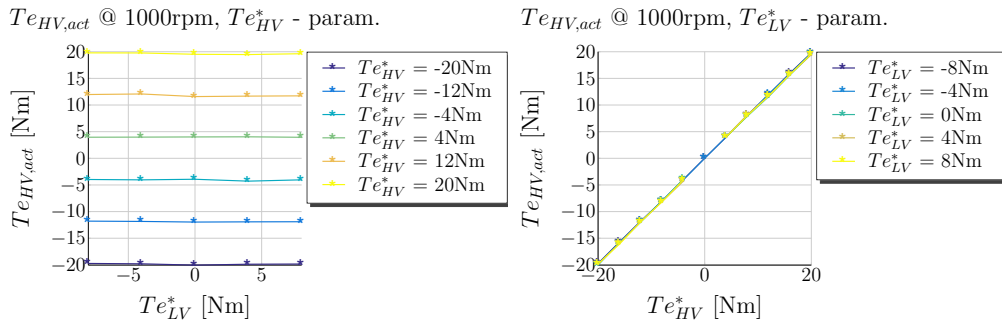 Te_{HV,act} @ 1000rpm, Te*_{HV} - param.
20
15
10
5
0
−5
−10
−15
−20
Te_{HV,act} [Nm]
−5 0 5
Te*_{LV} [Nm]
Te*_{HV} = -20Nm
Te*_{HV} = -12Nm
Te*_{HV} = -4Nm
Te*_{HV} = 4Nm
Te*_{HV} = 12Nm
Te*_{HV} = 20Nm
Te_{HV,act} @ 1000rpm, Te*_{LV} - param.
20
15
10
5
0
−5
−10
−15
−20
Te_{HV,act} [Nm]
−20 0 20
Te*_{HV} [Nm]
Te*_{LV} = -8Nm
Te*_{LV} = -4Nm
Te*_{LV} = 0Nm
Te*_{LV} = 4Nm
Te*_{LV} = 8Nm